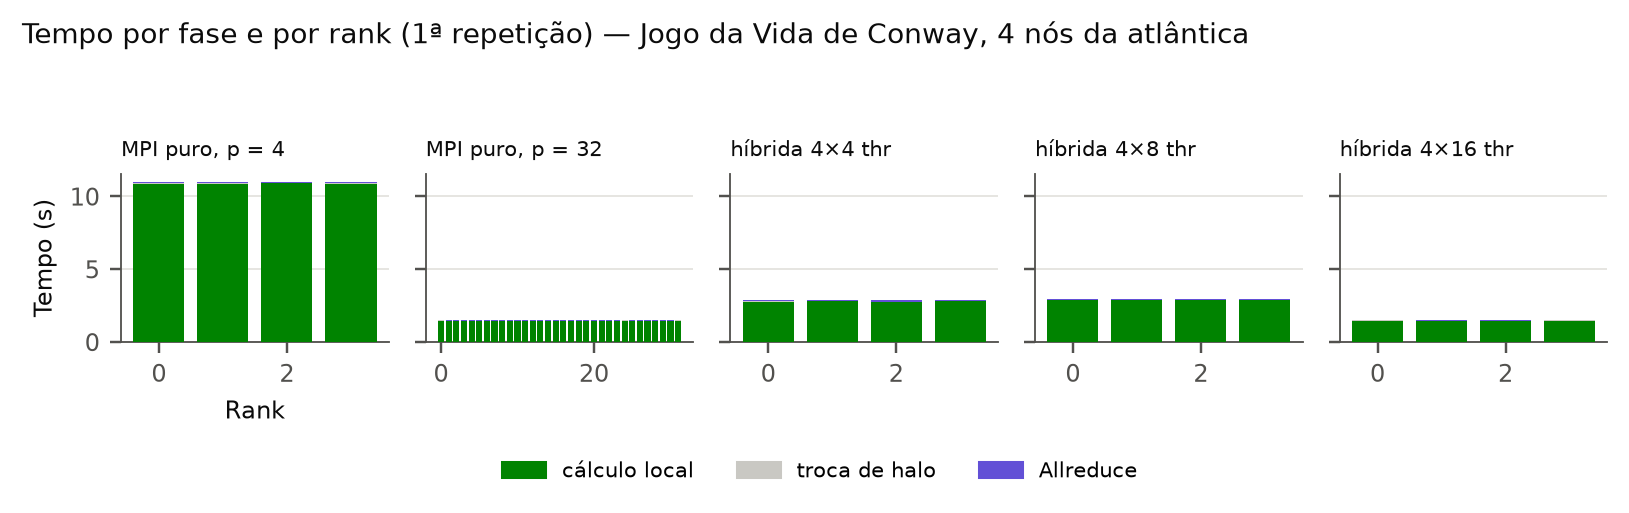 Tempo por fase e por rank (1ª repetição) — Jogo da Vida de Conway, 4 nós da atlântica
MPI puro, p = 4
MPI puro, p = 32
híbrida 4×4 thr
híbrida 4×8 thr
híbrida 4×16 thr
Tempo (s)
10
5
0
0 2
0 20
0 2
0 2
0 2
Rank
cálculo local
troca de halo
Allreduce